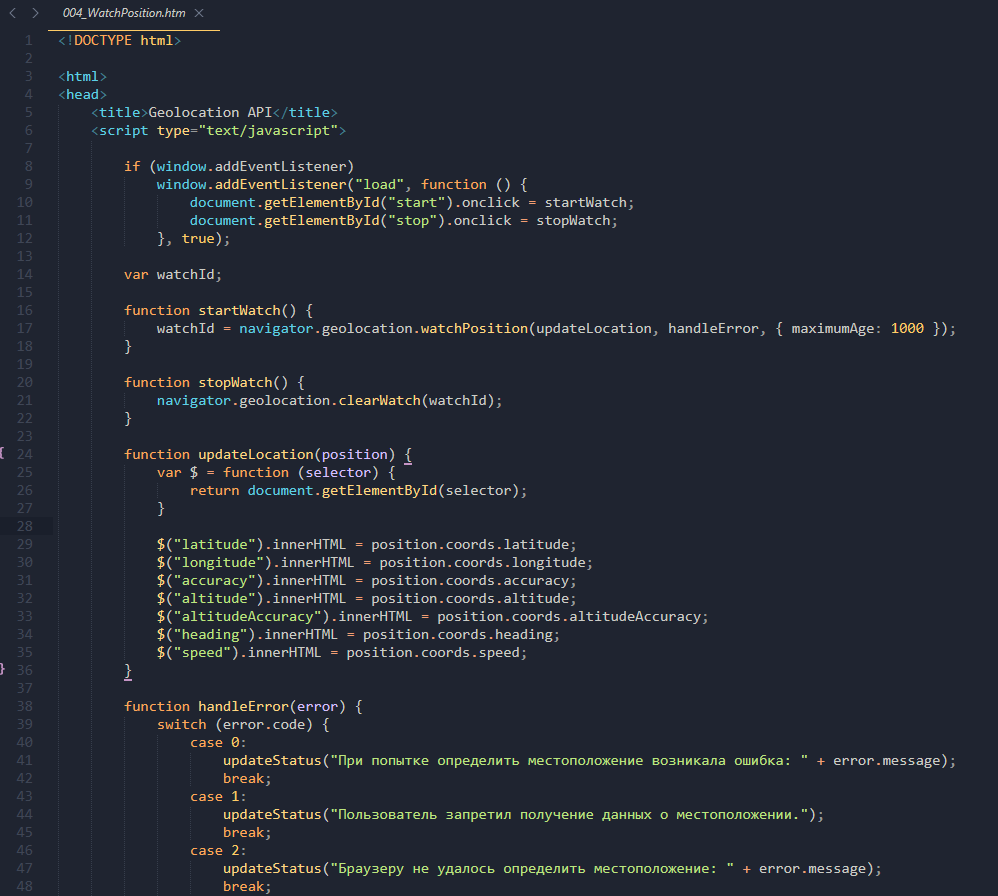 004_WatchPosition.htm
1 <!DOCTYPE html>
2
3 <html>
4 <head>
5 <title>Geolocation API</title>
6 <script type="text/javascript">
7
8 if (window.addEventListener)
9 window.addEventListener("load", function () {
10 document.getElementById("start").onclick = startWatch;
11 document.getElementById("stop").onclick = stopWatch;
12 }, true);
13
14 var watchId;
15
16 function startWatch() {
17 watchId = navigator.geolocation.watchPosition(updateLocation, handleError, { maximumAge: 1000 });
18 }
19
20 function stopWatch() {
21 navigator.geolocation.clearWatch(watchId);
22 }
23
24 function updateLocation(position) {
25 var $ = function (selector) {
26 return document.getElementById(selector);
27 }
28
29 $("latitude").innerHTML = position.coords.latitude;
30 $("longitude").innerHTML = position.coords.longitude;
31 $("accuracy").innerHTML = position.coords.accuracy;
32 $("altitude").innerHTML = position.coords.altitude;
33 $("altitudeAccuracy").innerHTML = position.coords.altitudeAccuracy;
34 $("heading").innerHTML = position.coords.heading;
35 $("speed").innerHTML = position.coords.speed;
36 }
37
38 function handleError(error) {
39 switch (error.code) {
40 case 0:
41 updateStatus("При попытке определить местоположение возникала ошибка: " + error.message);
42 break;
43 case 1:
44 updateStatus("Пользователь запретил получение данных о местоположении.");
45 break;
46 case 2:
47 updateStatus("Браузеру не удалось определить местоположение: " + error.message);
48 break;